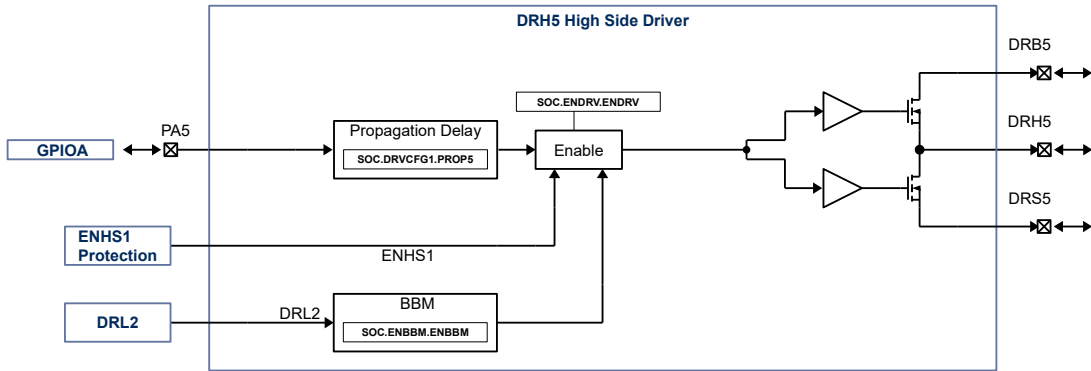 DRH5 High Side Driver
DRB5
SOC.ENDRV.ENDRV
PA5
Propagation Delay
DRH5
GPIOA
SOC.DRVCFG1.PROP5
Enable
DRS5
ENHS1
Protection
ENHS1
DRL2
BBM
DRL2
SOC.ENBBM.ENBBM